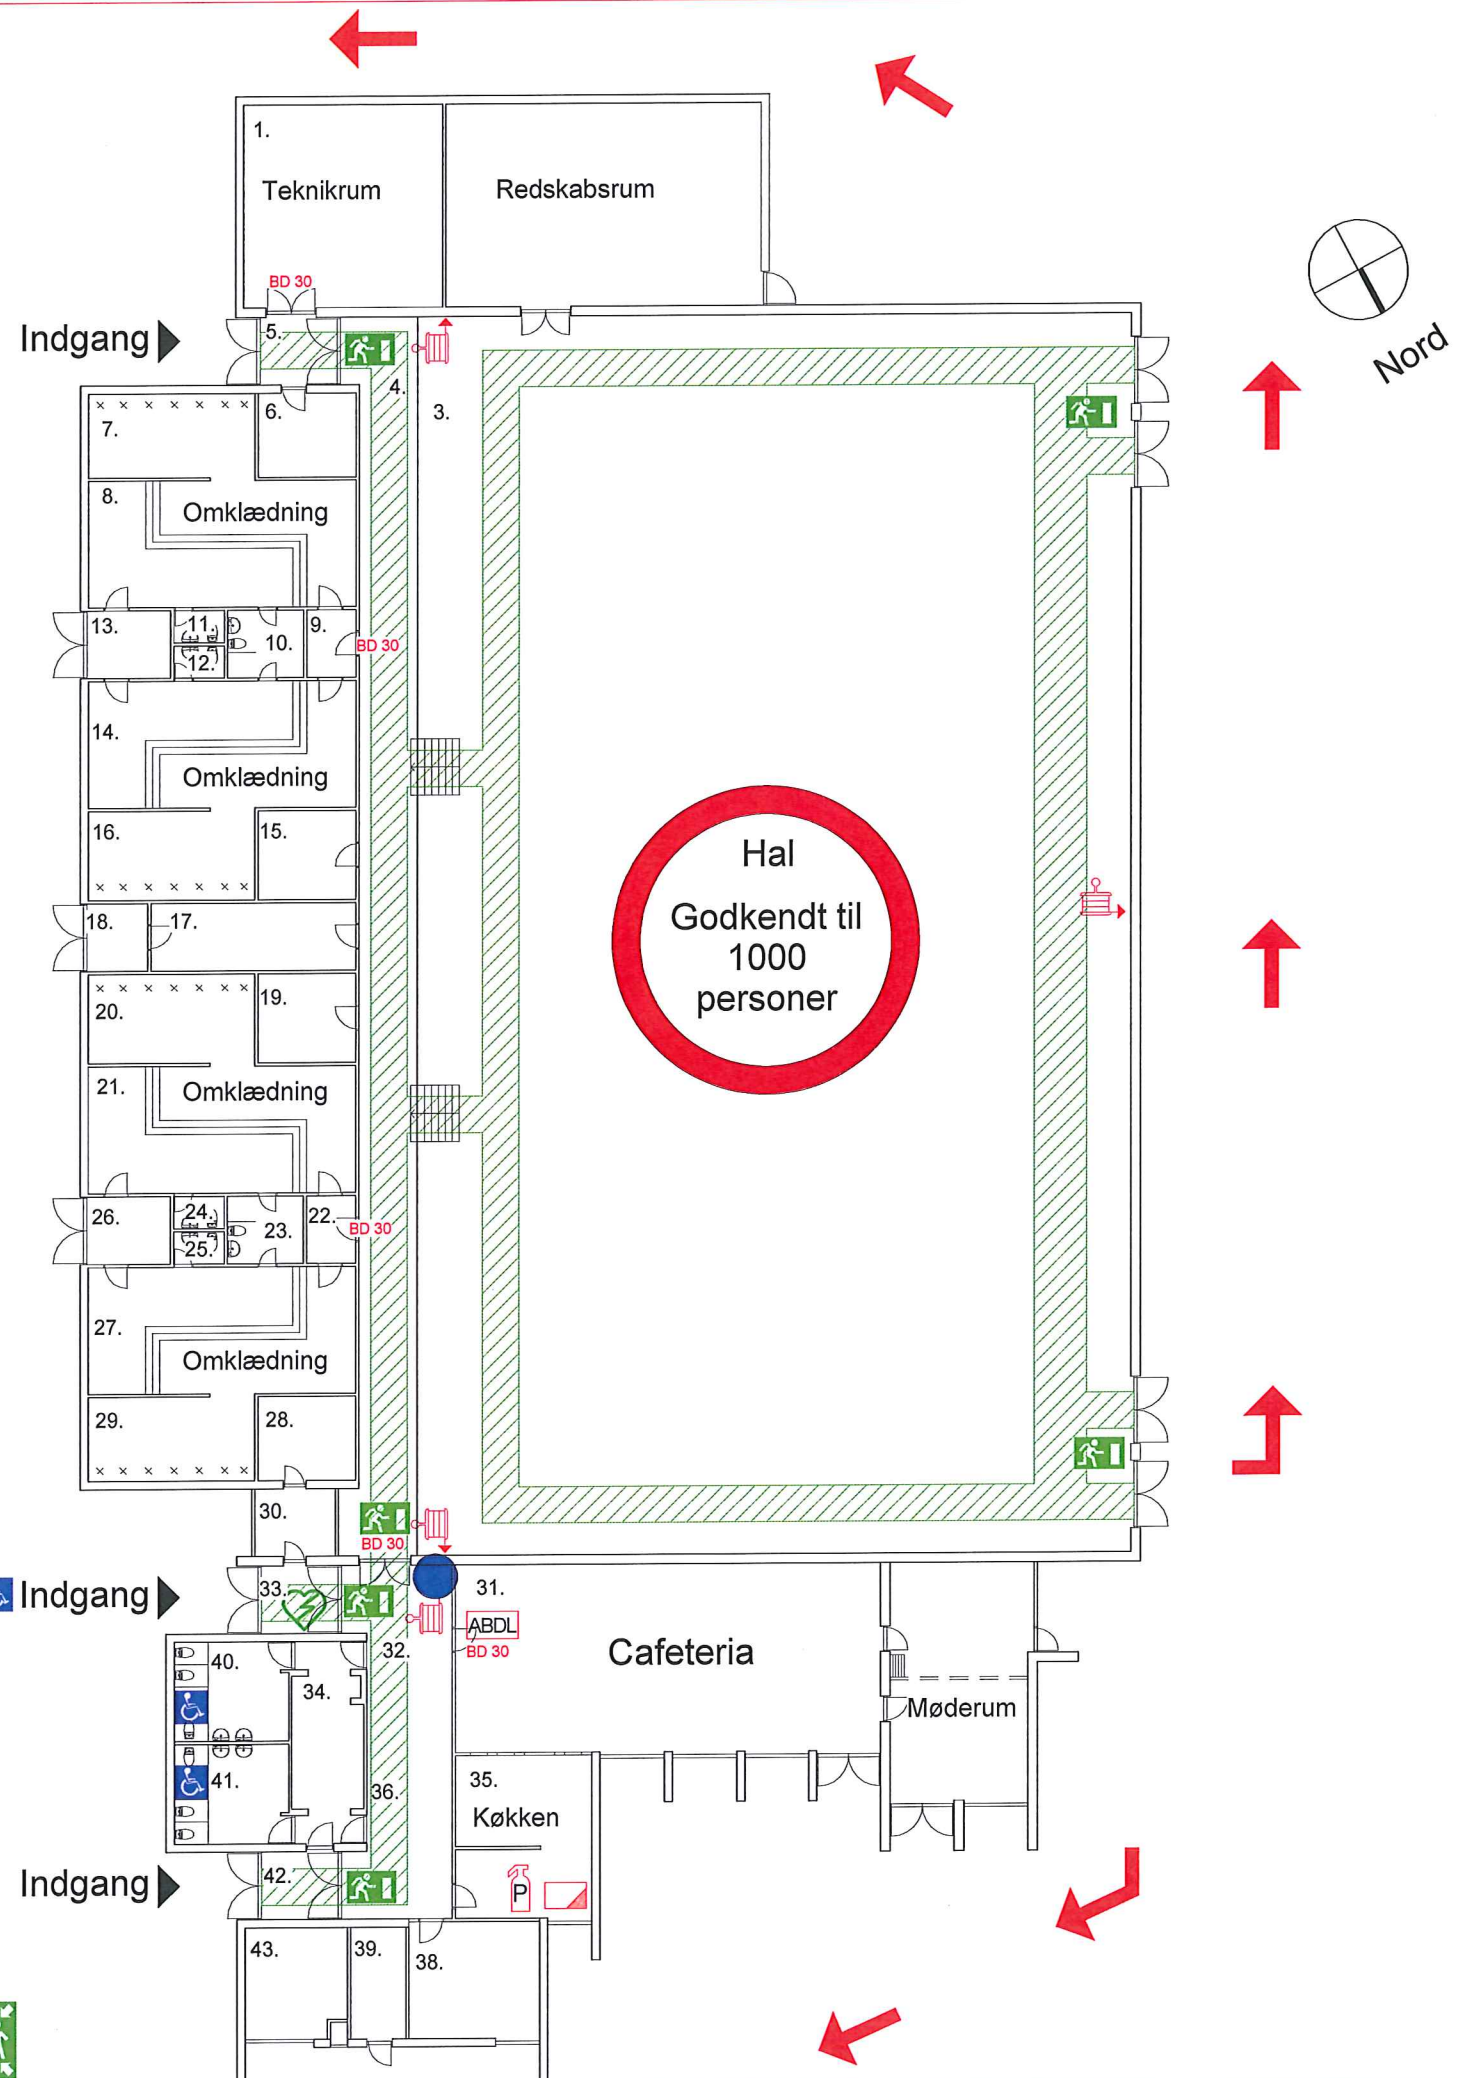 1.
Teknikrum
Redskabsrum
BD 30
Nord
Indgang
5.
4.
3.
6.
7.
8.
Omklædning
13.
11.
12.
10.
9.
BD 30
14.
Omklædning
16.
15.
18.
17.
Hal
Godkendt til
1000
personer
20.
19.
21.
Omklædning
26.
24.
25.
23.
22.
BD 30
27.
Omklædning
29.
28.
30.
BD 30
Indgang
33.
31.
ABDL
BD 30
32.
Cafeteria
40.
34.
Møderum
41.
36.
35.
Køkken
Indgang
42.
P
43.
39.
38.